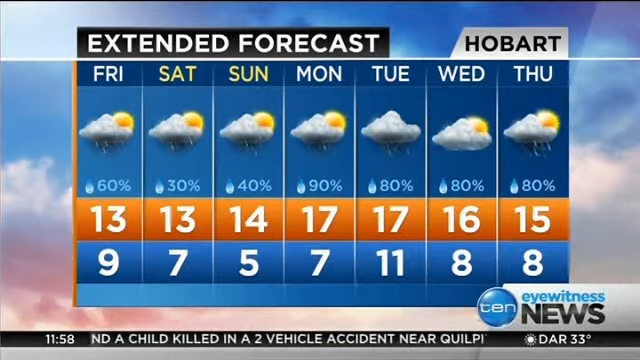 EXTENDED FORECAST
HOBART
FRI SAT SUN MON TUE WED THU
60% 30% 40% 90% 80% 80% 80%
13 13 14 17 17 16 15
9 7 5 7 11 8 8
ten eyewitness
NEWS
11:58 ND A CHILD KILLED IN A 2 VEHICLE ACCIDENT NEAR QUILPI DAR 33°